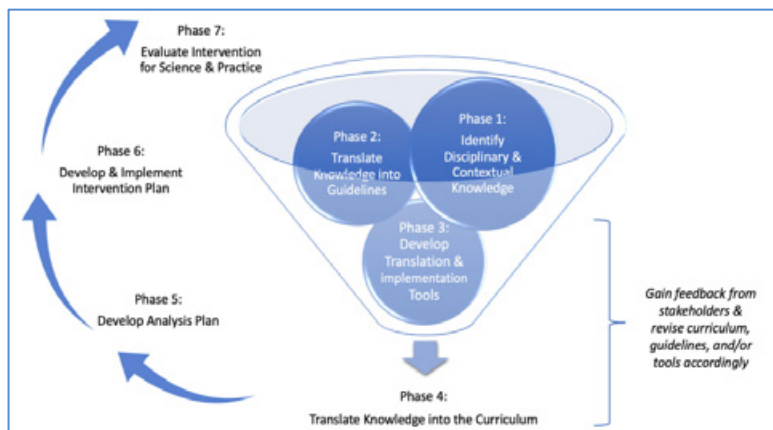 Phase 1:
Identify
Disciplinary &
Contextual
Knowledge
Phase 2:
Translate
Knowledge into
Guidelines
Phase 3:
Develop
Translation &
implementation
Tools
Phase 4:
Translate Knowledge into the Curriculum
Phase 5:
Develop Analysis Plan
Phase 6:
Develop & Implement
Intervention Plan
Phase 7:
Evaluate Intervention
for Science & Practice
Gain feedback from
stakeholders &
revise curriculum,
guidelines, and/or
tools accordingly